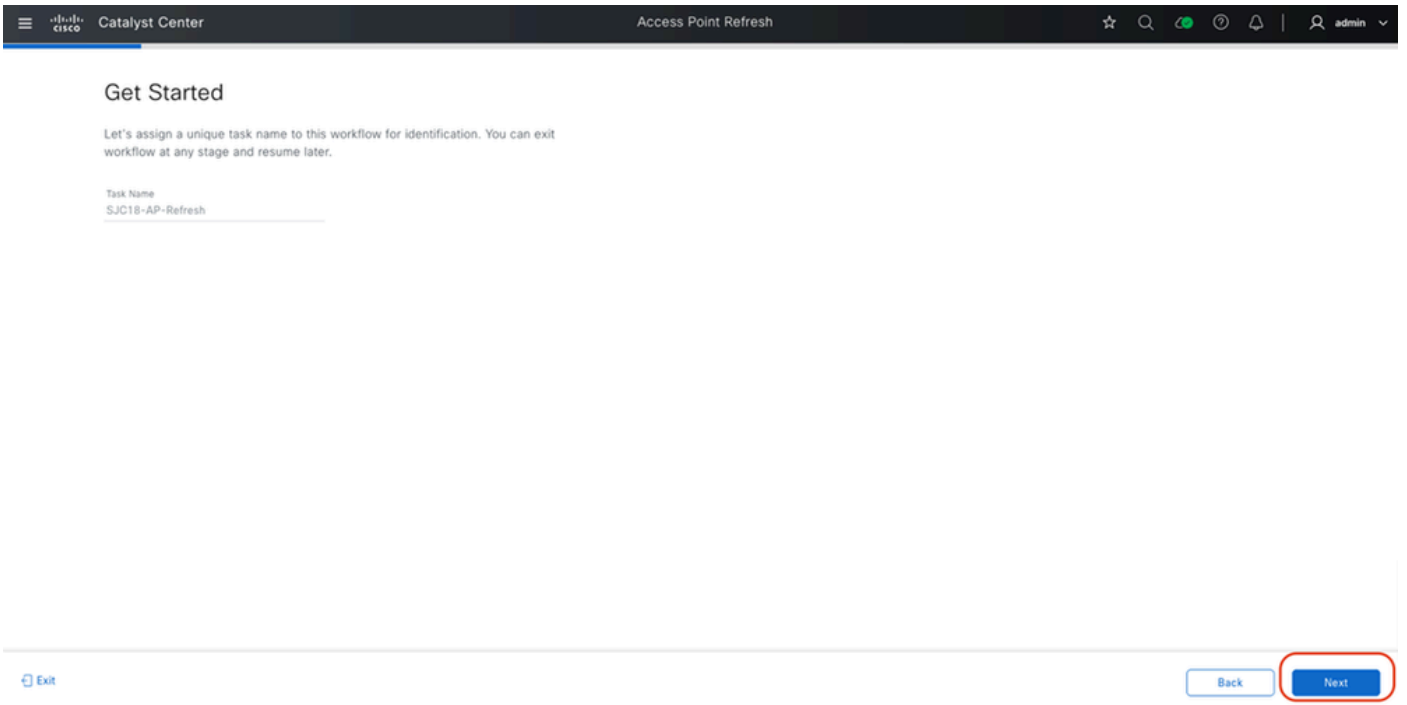 CISCO Catalyst Center
Access Point Refresh
admin
Get Started
Let's assign a unique task name to this workflow for identification. You can exit
workflow at any stage and resume later.
Task Name
SJC18-AP-Refresh
Exit
Back
Next